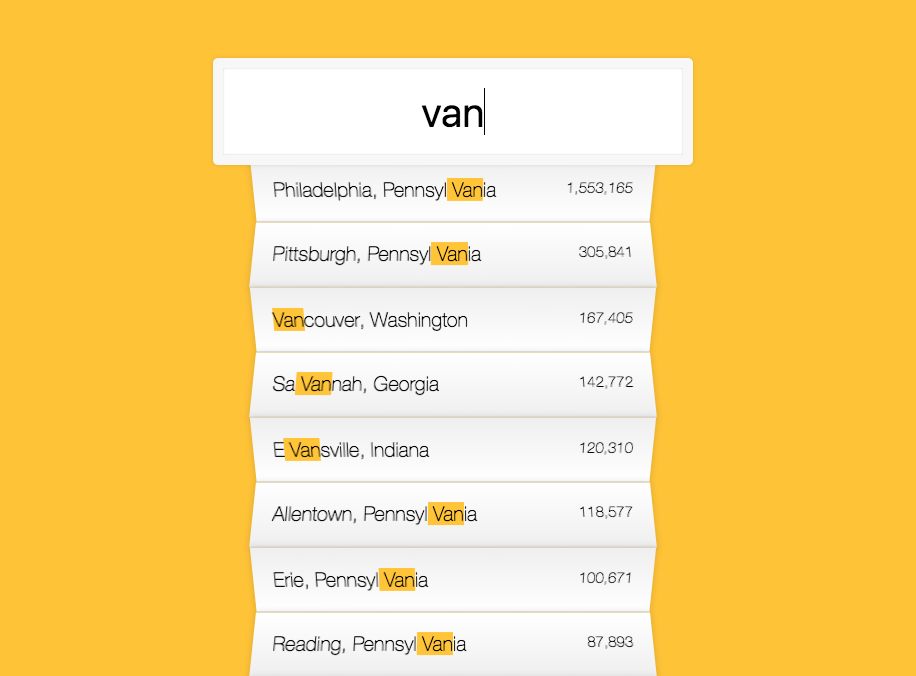 van
Philadelphia, Pennsyl Vania 1,553,165
Pittsburgh, Pennsyl Vania 305,841
Vancouver, Washington 167,405
Sa Vannah, Georgia 142,772
E Vansville, Indiana 120,310
Allentown, Pennsyl Vania 118,577
Erie, Pennsyl Vania 100,671
Reading, Pennsyl Vania 87,893